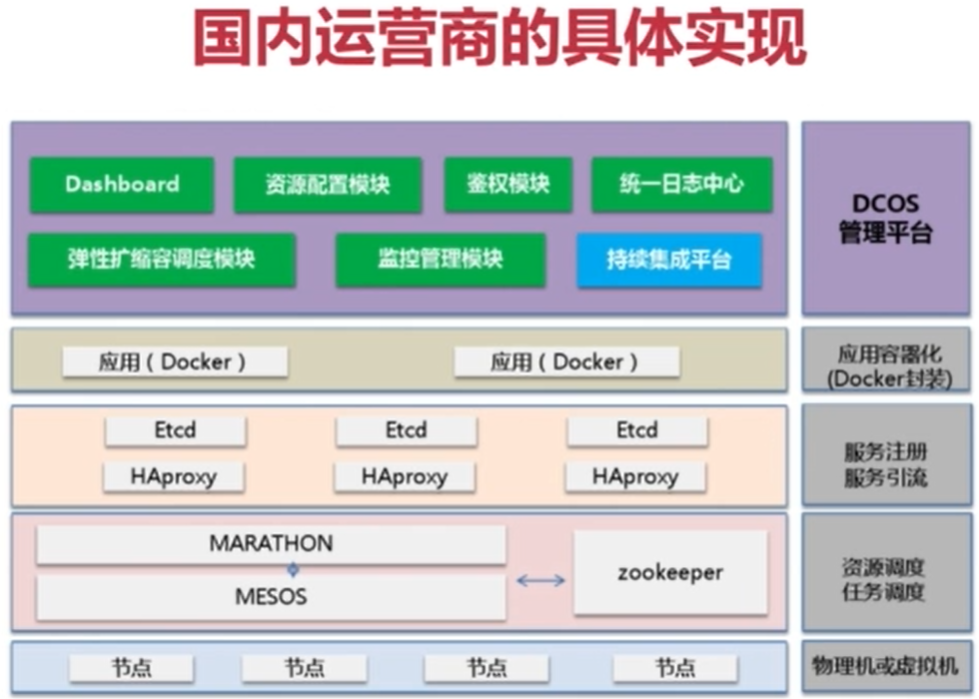 国内运营商的具体实现
Dashboard
资源配置模块
鉴权模块
统一日志中心
弹性扩缩容调度模块
监控管理模块
持续集成平台
DCOS
管理平台
应用（Docker）
应用（Docker）
应用容器化
(Docker封装)
Etcd
Etcd
Etcd
HAproxy
HAproxy
HAproxy
服务注册
服务引流
MARATHON
MESOS
zookeeper
资源调度
任务调度
节点
节点
节点
节点
物理机或虚拟机